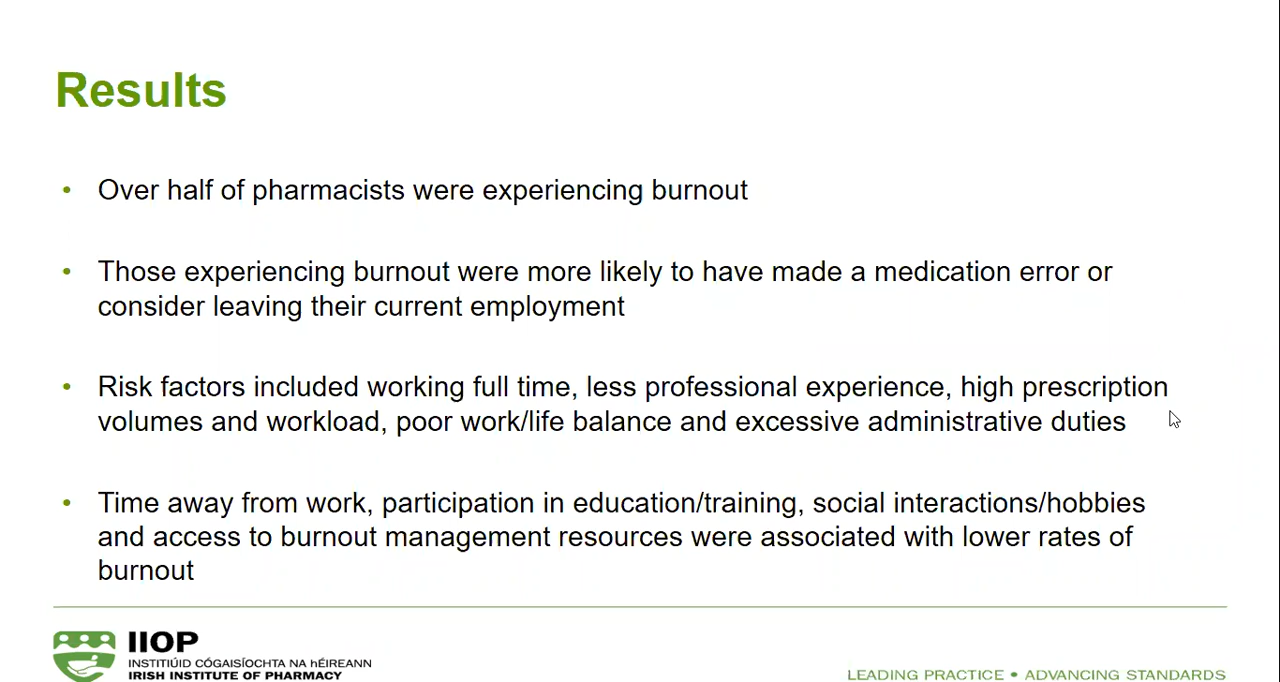 Results
• Over half of pharmacists were experiencing burnout
• Those experiencing burnout were more likely to have made a medication error or
consider leaving their current employment
• Risk factors included working full time, less professional experience, high prescription
volumes and workload, poor work/life balance and excessive administrative duties
• Time away from work, participation in education/training, social interactions/hobbies
and access to burnout management resources were associated with lower rates of
burnout
IIOP
INSTITIÚID CÓGAISÍOCHTA NA hÉIREANN
IRISH INSTITUTE OF PHARMACY
LEADING PRACTICE • ADVANCING STANDARDS